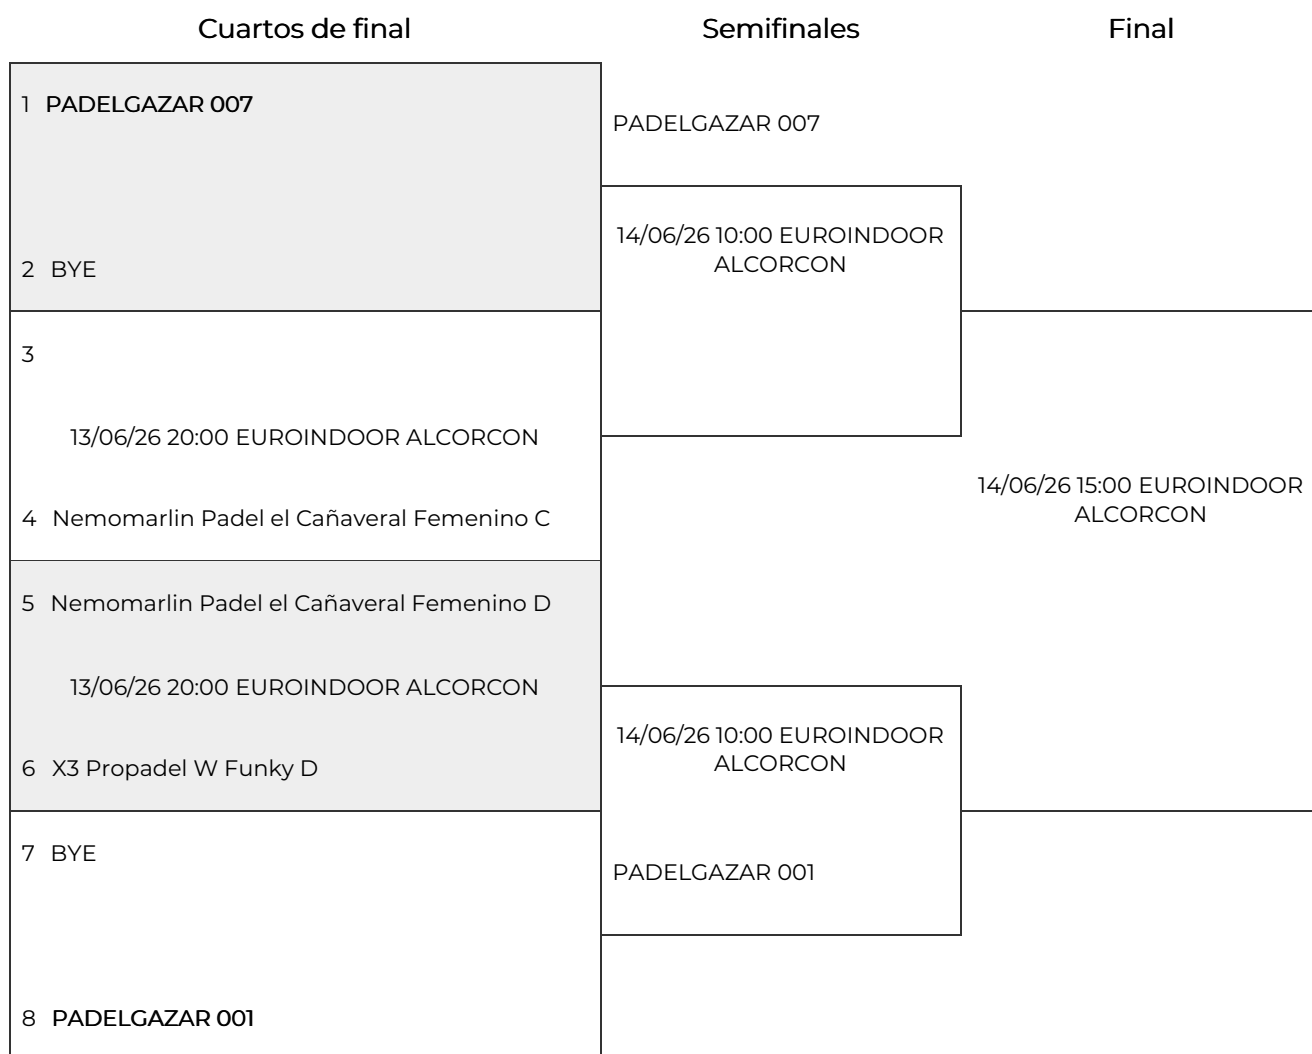 Cuartos de final
Semifinales
Final
1 PADELGAZAR 007
PADELGAZAR 007
2 BYE
14/06/26 10:00 EUROINDOOR
ALCORCON
3
13/06/26 20:00 EUROINDOOR ALCORCON
4 Nemomarlin Padel el Cañaveral Femenino C
14/06/26 15:00 EUROINDOOR
ALCORCON
5 Nemomarlin Padel el Cañaveral Femenino D
13/06/26 20:00 EUROINDOOR ALCORCON
6 X3 Propadel W Funky D
14/06/26 10:00 EUROINDOOR
ALCORCON
7 BYE
PADELGAZAR 001
8 PADELGAZAR 001